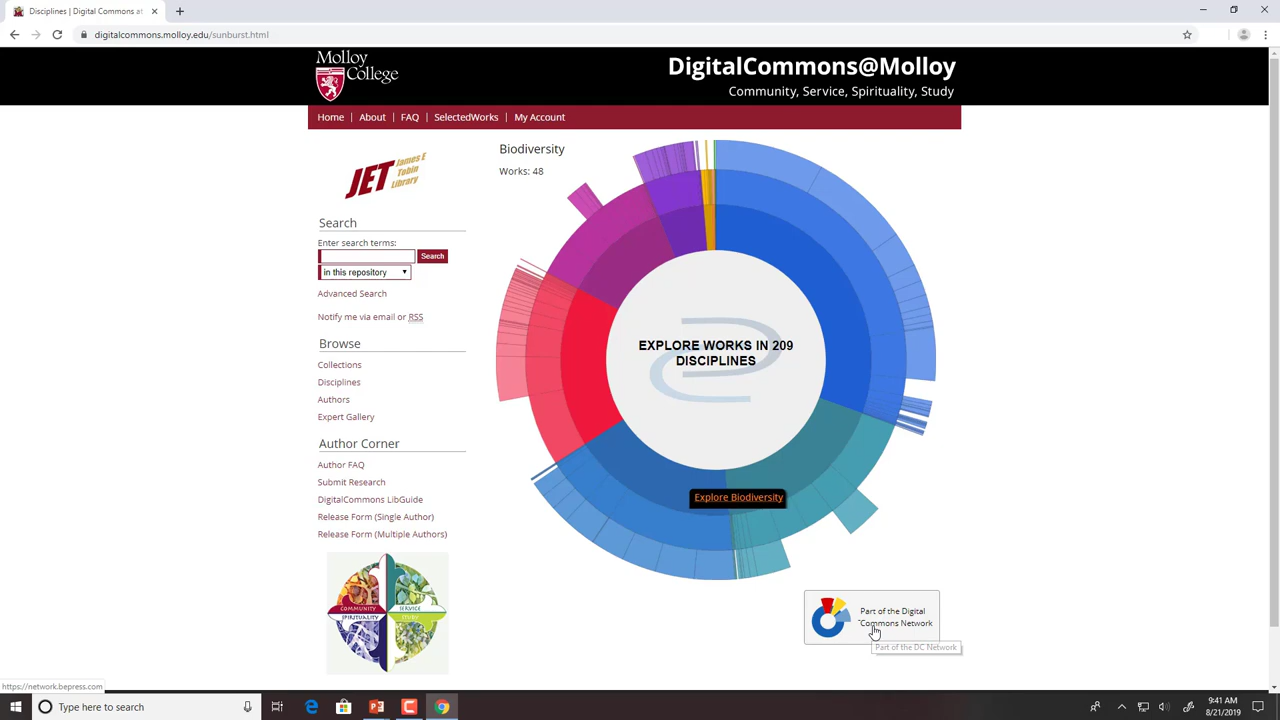 Disciplines | Digital Commons at
digitalcommons.molloy.edu/sunburst.html
Molloy
College
DigitalCommons@Molloy
Community, Service, Spirituality, Study
Home | About | FAQ | SelectedWorks | My Account
JET James E
Tobin
Library
Biodiversity
Works: 48
Search
Enter search terms:
Search
in this repository
Advanced Search
Notify me via email or RSS
Browse
Collections
Disciplines
Authors
Expert Gallery
Author Corner
Author FAQ
Submit Research
DigitalCommons LibGuide
Release Form (Single Author)
Release Form (Multiple Authors)
COMMUNITY SERVICE
SPIRITUALITY STUDY
EXPLORE WORKS IN 209
DISCIPLINES
Explore Biodiversity
Part of the Digital
Commons Network
Part of the DC Network
https://network.bepress.com
Type here to search
9:41 AM
8/21/2019